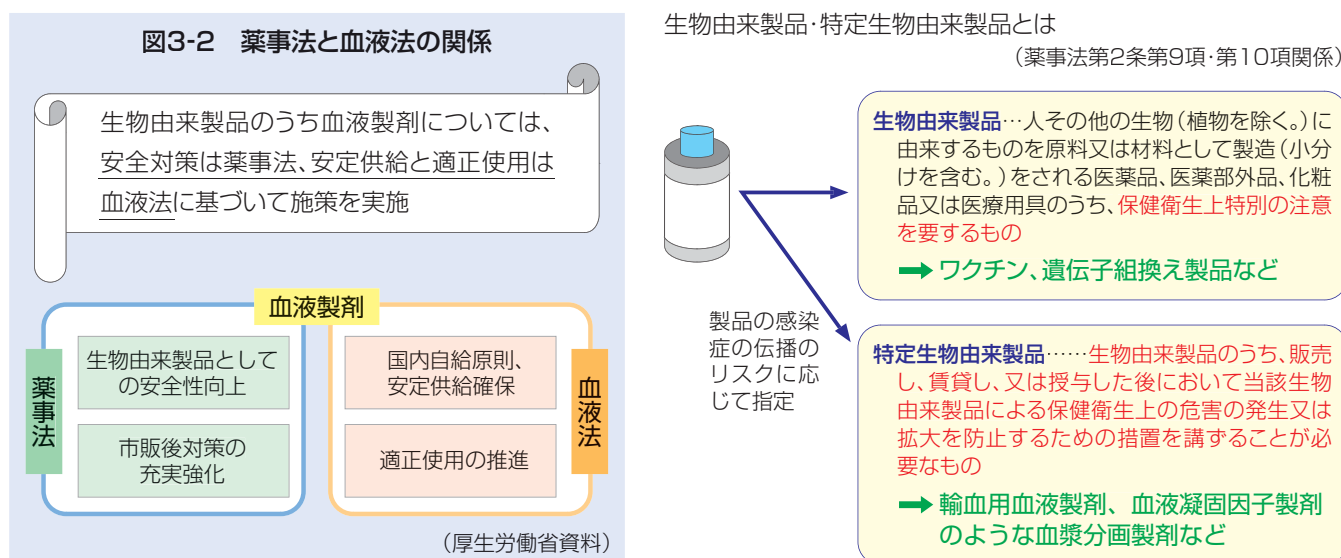 図3-2　薬事法と血液法の関係
生物由来製品のうち血液製剤については、
安全対策は薬事法、安定供給と適正使用は
血液法に基づいて施策を実施
血液製剤
薬事法
生物由来製品として
の安全性向上
市販後対策の
充実強化
国内自給原則、
安定供給確保
適正使用の推進
血液法
（厚生労働省資料）
生物由来製品・特定生物由来製品とは
（薬事法第2条第9項・第10項関係）
製品の感染
症の伝播の
リスクに応
じて指定
生物由来製品…人その他の生物（植物を除く。）に
由来するものを原料又は材料として製造（小分
けを含む。）をされる医薬品、医薬部外品、化粧
品又は医療用具のうち、保健衛生上特別の注意
を要するもの
➡ ワクチン、遺伝子組換え製品など
特定生物由来製品……生物由来製品のうち、販売
し、賃貸し、又は授与した後において当該生物
由来製品による保健衛生上の危害の発生又は
拡大を防止するための措置を講ずることが必
要なもの
➡ 輸血用血液製剤、血液凝固因子製剤
のような血漿分画製剤など